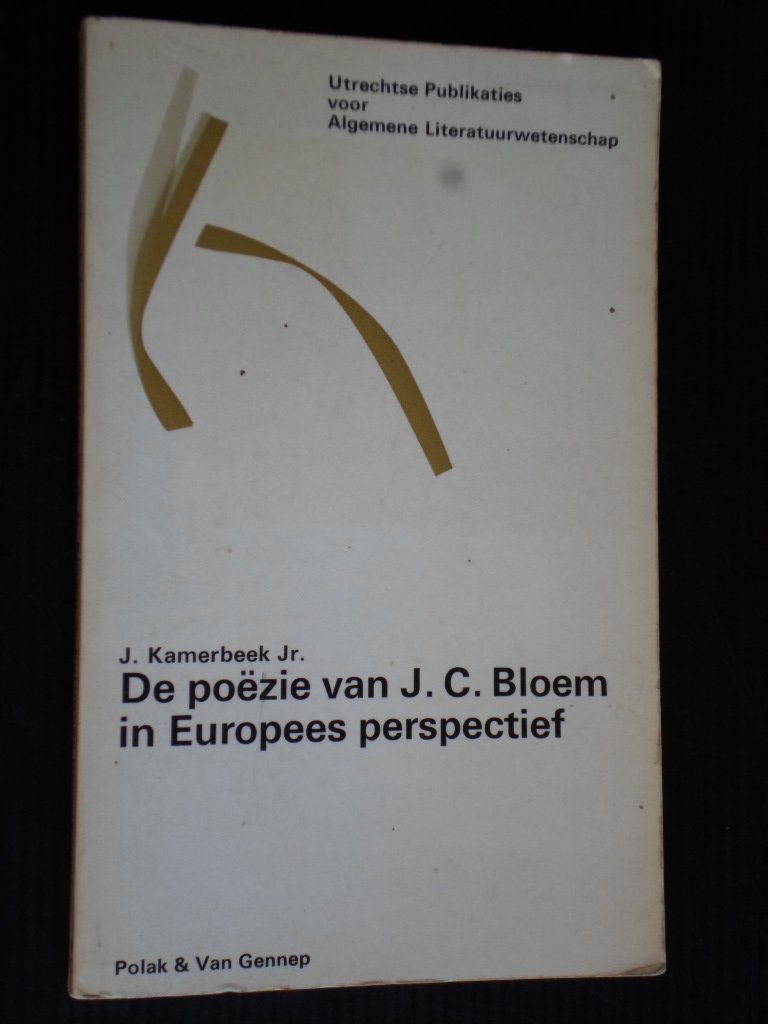 Utrechtse Publikaties
voor
Algemene Literatuurwetenschap
J. Kamerbeek Jr.
De poëzie van J. C. Bloem
in Europees perspectief
Polak & Van Gennep